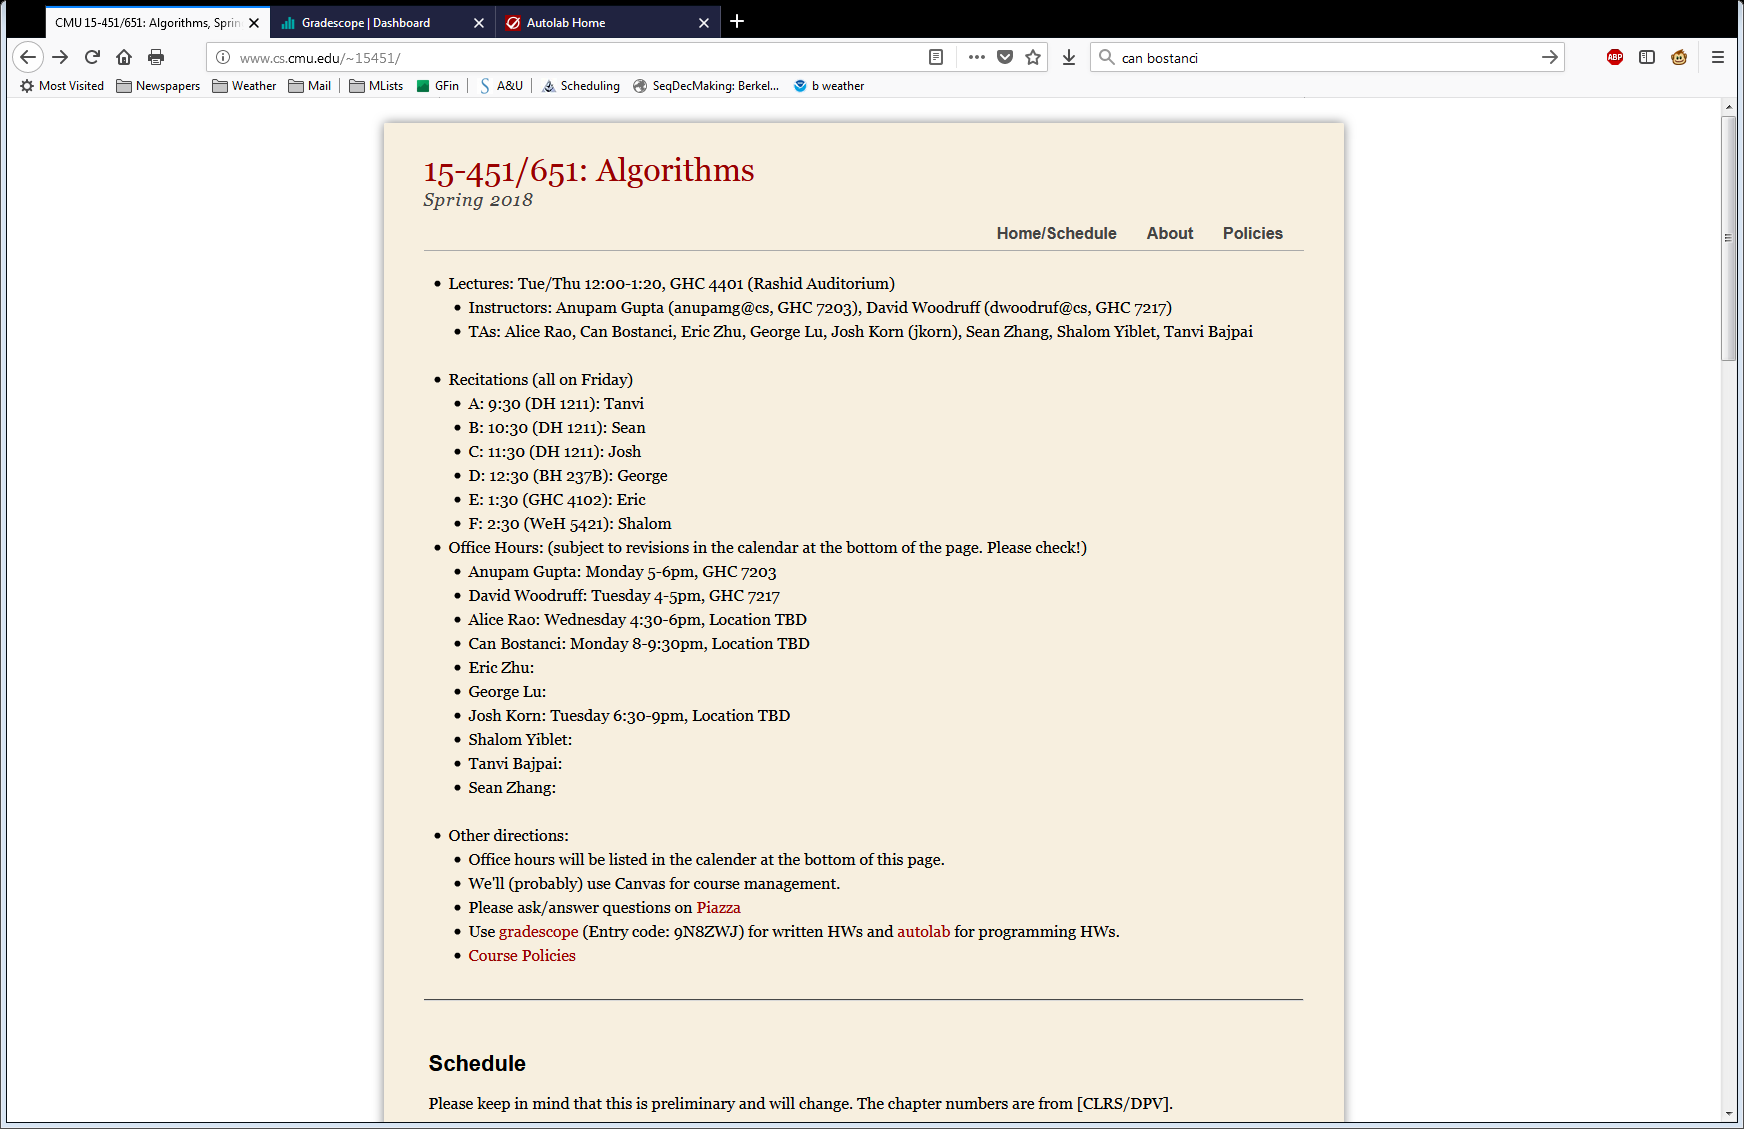 CMU 15-451/651: Algorithms, Sprin
Gradescope | Dashboard
Autolab Home
www.cs.cmu.edu/~15451/
can bostanci
ABP
Most Visited
Newspapers
Weather
Mail
MLists
GFin
A&U
Scheduling
SeqDecMaking: Berkel...
b weather
15-451/651: Algorithms
Spring 2018
Home/Schedule About Policies
Lectures: Tue/Thu 12:00-1:20, GHC 4401 (Rashid Auditorium)
Instructors: Anupam Gupta (anupamg@cs, GHC 7203), David Woodruff (dwoodruf@cs, GHC 7217)
TAs: Alice Rao, Can Bostanci, Eric Zhu, George Lu, Josh Korn (jkorn), Sean Zhang, Shalom Yiblet, Tanvi Bajpai
Recitations (all on Friday)
A: 9:30 (DH 1211): Tanvi
B: 10:30 (DH 1211): Sean
C: 11:30 (DH 1211): Josh
D: 12:30 (BH 237B): George
E: 1:30 (GHC 4102): Eric
F: 2:30 (WeH 5421): Shalom
Office Hours: (subject to revisions in the calendar at the bottom of the page. Please check!)
Anupam Gupta: Monday 5-6pm, GHC 7203
David Woodruff: Tuesday 4-5pm, GHC 7217
Alice Rao: Wednesday 4:30-6pm, Location TBD
Can Bostanci: Monday 8-9:30pm, Location TBD
Eric Zhu:
George Lu:
Josh Korn: Tuesday 6:30-9pm, Location TBD
Shalom Yiblet:
Tanvi Bajpai:
Sean Zhang:
Other directions:
Office hours will be listed in the calender at the bottom of this page.
We'll (probably) use Canvas for course management.
Please ask/answer questions on Piazza
Use gradescope (Entry code: 9N8ZWJ) for written HWs and autolab for programming HWs.
Course Policies
Schedule
Please keep in mind that this is preliminary and will change. The chapter numbers are from [CLRS/DPV].